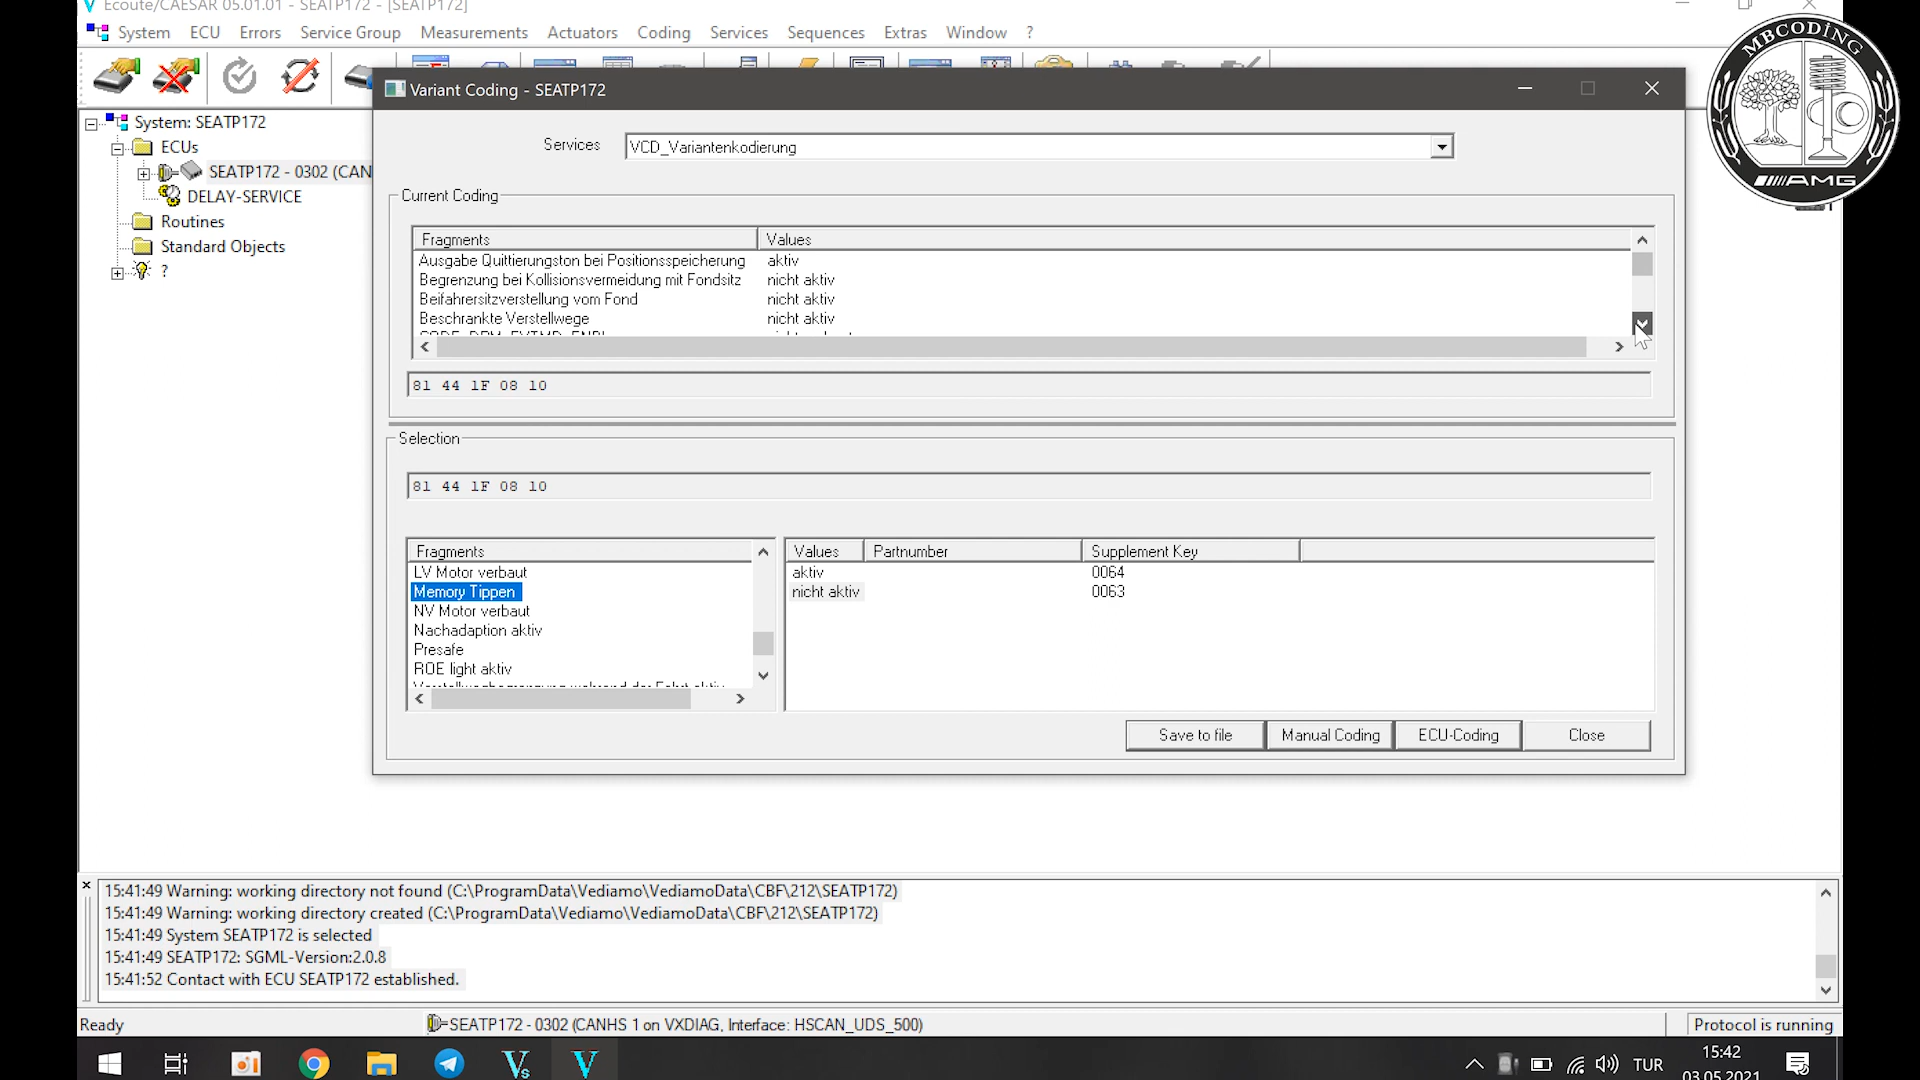 Ecoute/CAESAR 05.01.01 - SEATP172 - [SEATP172]
System ECU Errors Service Group Measurements Actuators Coding Services Sequences Extras Window ?
MBCODING
AMG
Variant Coding - SEATP172
System: SEATP172
ECUs
SEATP172 - 0302 (CAN
DELAY-SERVICE
Routines
Standard Objects
?
Services VCD_Variantenkodierung
Current Coding
Fragments Values
Ausgabe Quittierungston bei Positionsspeicherung aktiv
Begrenzung bei Kollisionsvermeidung mit Fondsitz nicht aktiv
Beifahrersitzverstellung vom Fond nicht aktiv
Beschrankte Verstellwege nicht aktiv
81 44 1F 08 10
Selection
81 44 1F 08 10
Fragments Values Partnumber Supplement Key
LV Motor verbaut aktiv 0064
Memory Tippen nicht aktiv 0063
NV Motor verbaut
Nachadaption aktiv
Presafe
ROE light aktiv
Save to file Manual Coding ECU-Coding Close
15:41:49 Warning: working directory not found (C:\ProgramData\Vediamo\VediamoData\CBF\212\SEATP172)
15:41:49 Warning: working directory created (C:\ProgramData\Vediamo\VediamoData\CBF\212\SEATP172)
15:41:49 System SEATP172 is selected
15:41:49 SEATP172: SGML-Version:2.0.8
15:41:52 Contact with ECU SEATP172 established.
Ready SEATP172 - 0302 (CANHS 1 on VXDIAG, Interface: HSCAN_UDS_500) Protocol is running
TUR 15:42
03.05.2021